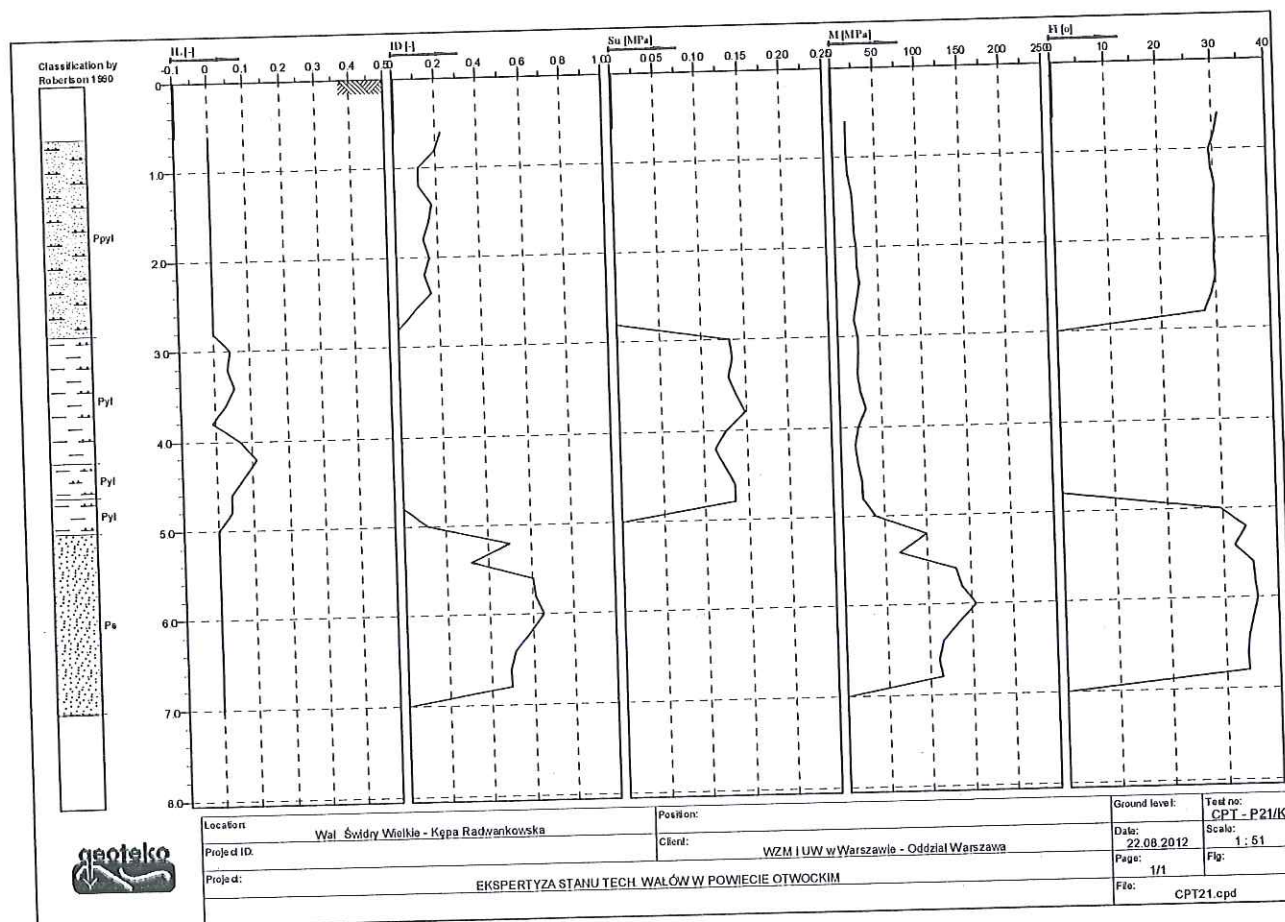 Classification by
Robertson 1990
IL [-]
-0.1 0 0.1 0.2 0.3 0.4 0.5
ID [-]
0 0.2 0.4 0.6 0.8 1.0
Su [MPa]
0 0.05 0.10 0.15 0.20 0.25
M [MPa]
0 50 100 150 200 250
FI [o]
0 10 20 30 40
0
1.0
2.0
3.0
4.0
5.0
6.0
7.0
8.0
Ppyl
Pyl
Pyl
Pyl
Ps
geoteko
Location: Wał Świdry Wielkie - Kępa Radwankowska
Position:
Ground level:
Test no:
CPT - P21/K
Project ID:
Client: WZM I UW w Warszawie - Oddział Warszawa
Date:
22.08.2012
Scale:
1 : 51
Project: EKSPERTYZA STANU TECH. WAŁÓW W POWIECIE OTWOCKIM
Page:
1/1
Fig:
File: CPT21.cpd